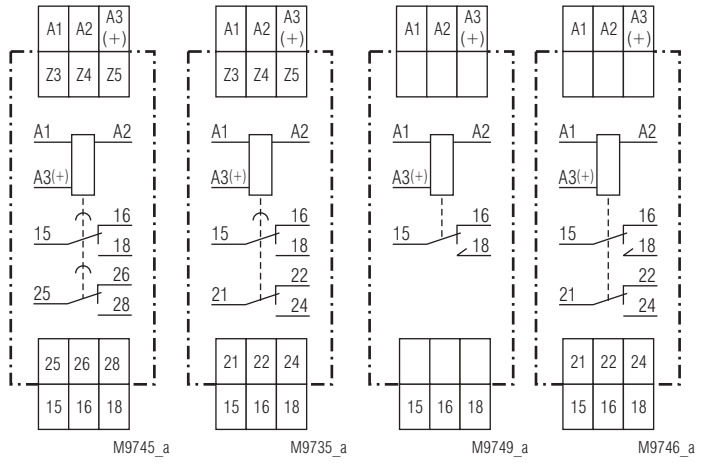 A1 A2 A3 (+)
Z3 Z4 Z5
A1 A2
A3(+)
15 16
18
25 26
28
25 26 28
15 16 18
M9745_a
A1 A2 A3 (+)
Z3 Z4 Z5
A1 A2
A3(+)
15 16
18
21 22
24
21 22 24
15 16 18
M9735_a
A1 A2 A3 (+)
A1 A2
A3(+)
15 16
18
15 16 18
M9749_a
A1 A2 A3 (+)
A1 A2
A3(+)
15 16
18
21 22
24
21 22 24
15 16 18
M9746_a